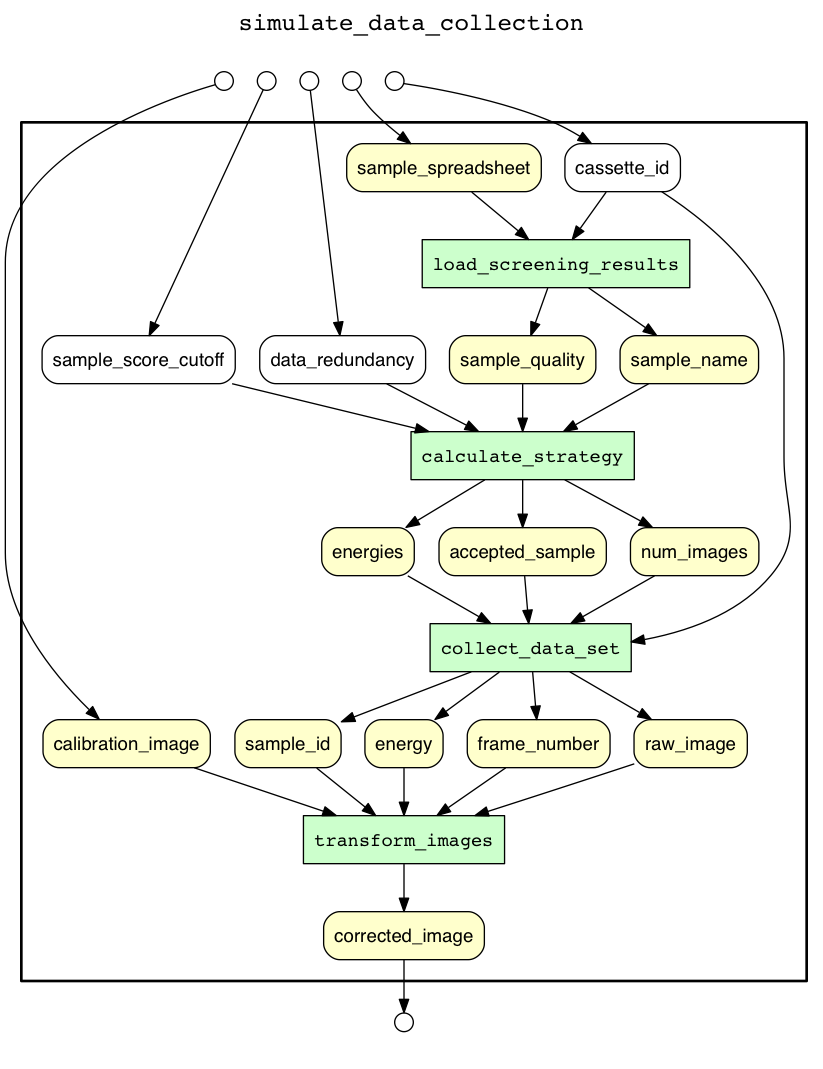 simulate_data_collection
sample_spreadsheet
cassette_id
load_screening_results
sample_score_cutoff
data_redundancy
sample_quality
sample_name
calculate_strategy
energies
accepted_sample
num_images
collect_data_set
calibration_image
sample_id
energy
frame_number
raw_image
transform_images
corrected_image